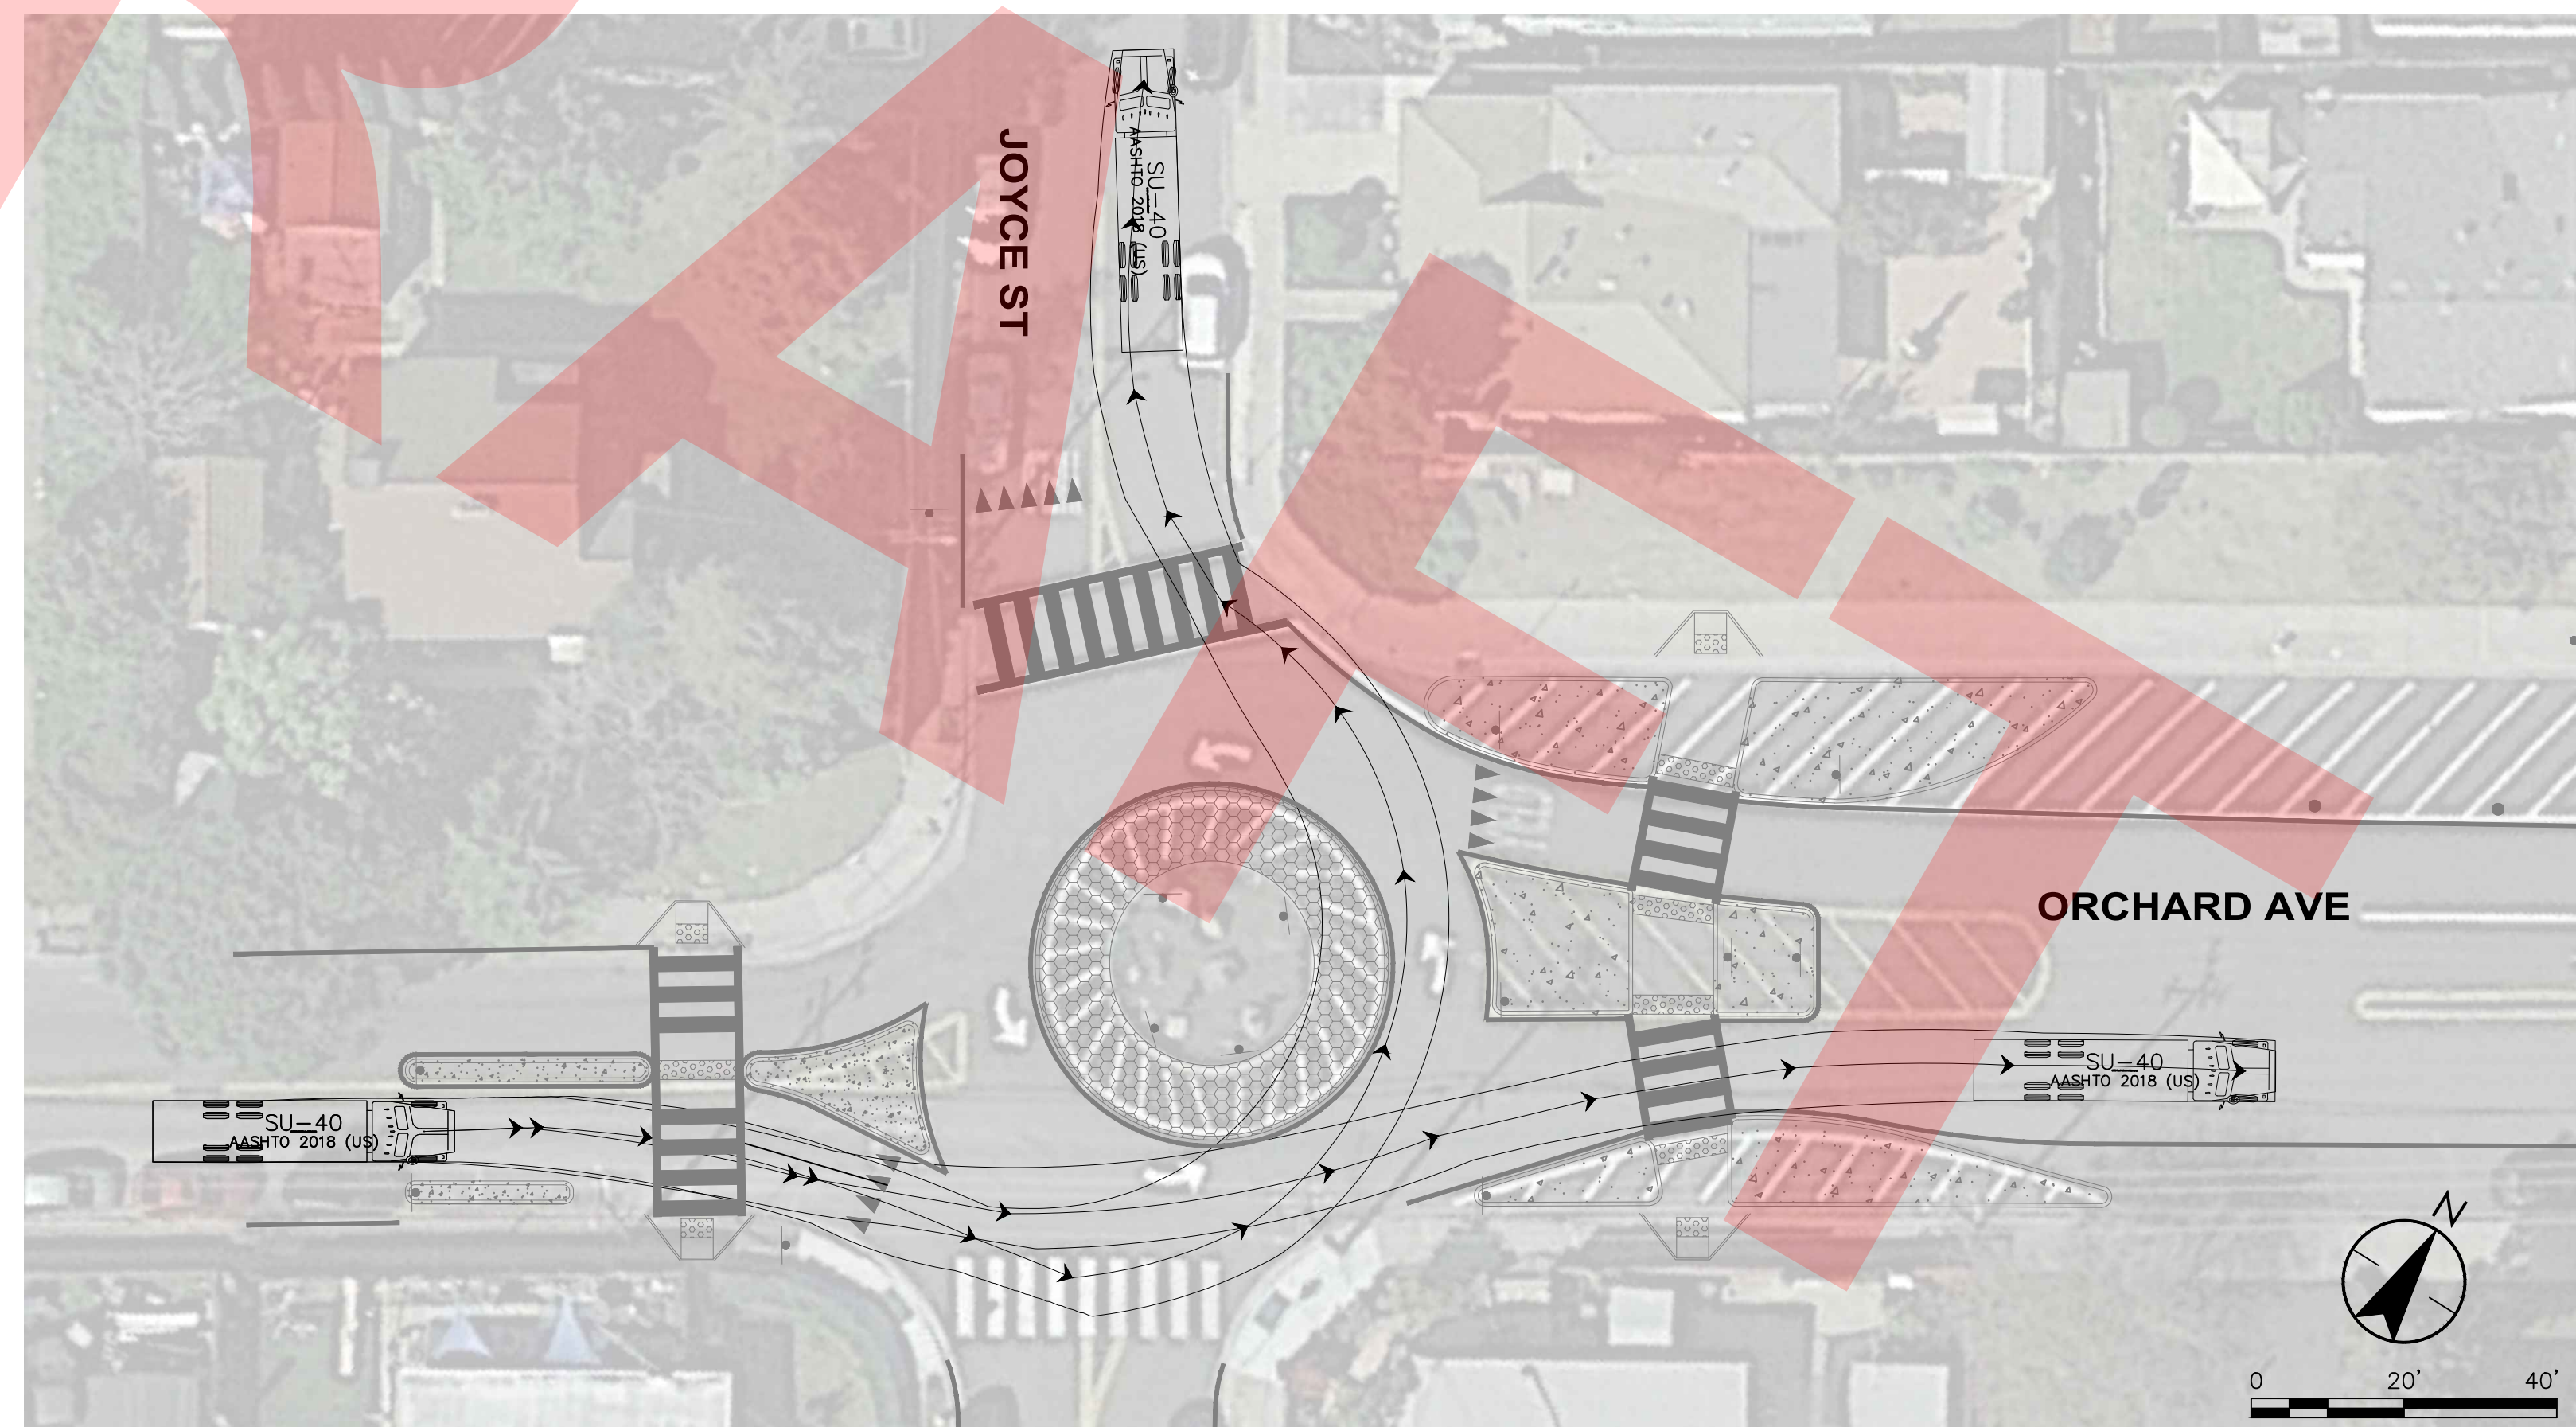 RAFT
JOYCE ST
SU-40
AASHTO 2018 (US)
ORCHARD AVE
SU-40
AASHTO 2018 (US)
SU-40
AASHTO 2018 (US)
N
0 20' 40'